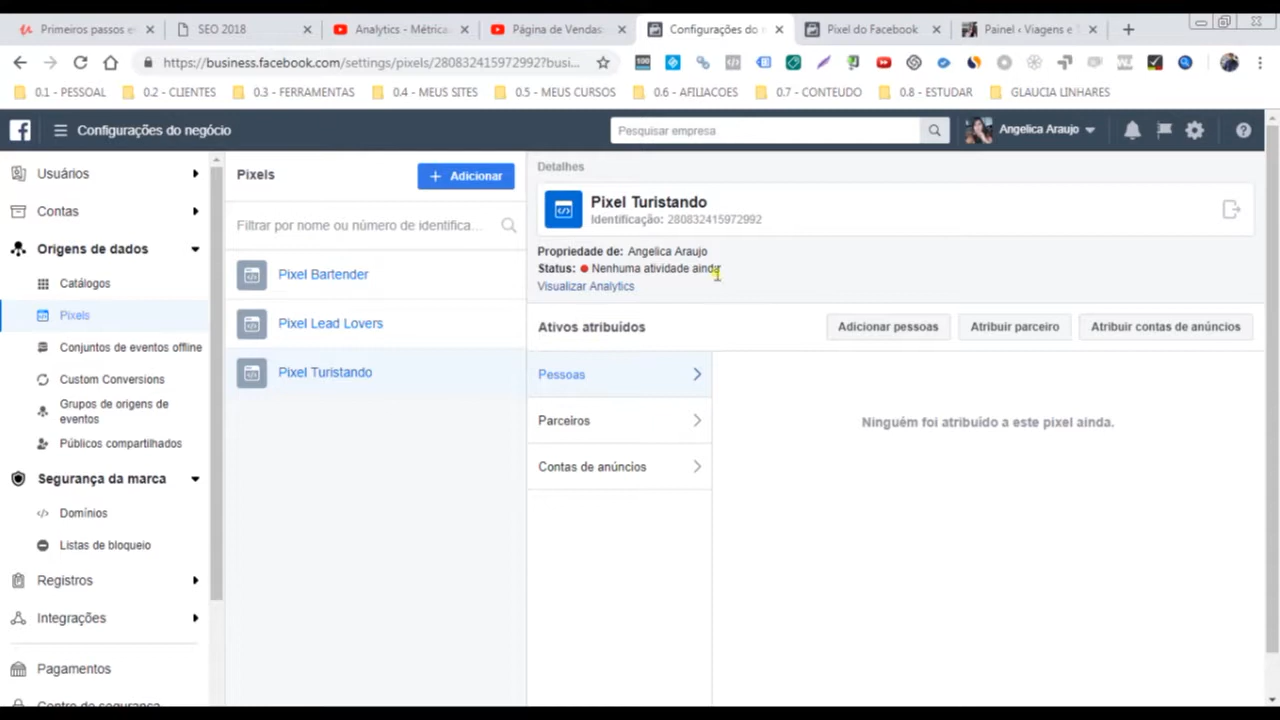 Primeiros passos e
SEO 2018
Analytics - Métrica
Página de Vendas:
Configurações do n
Pixel do Facebook
Painel ‹ Viagens e T
https://business.facebook.com/settings/pixels/280832415972992?busi...
0.1 - PESSOAL
0.2 - CLIENTES
0.3 - FERRAMENTAS
0.4 - MEUS SITES
0.5 - MEUS CURSOS
0.6 - AFILIACOES
0.7 - CONTEUDO
0.8 - ESTUDAR
GLAUCIA LINHARES
Configurações do negócio
Pesquisar empresa
Angelica Araujo
Usuários
Contas
Origens de dados
Catálogos
Pixels
Conjuntos de eventos offline
Custom Conversions
Grupos de origens de
eventos
Públicos compartilhados
Segurança da marca
Domínios
Listas de bloqueio
Registros
Integrações
Pagamentos
Centro de segurança
Pixels
+ Adicionar
Filtrar por nome ou número de identifica...
Pixel Bartender
Pixel Lead Lovers
Pixel Turistando
Detalhes
Pixel Turistando
Identificação: 280832415972992
Propriedade de: Angelica Araujo
Status: Nenhuma atividade ainda
Visualizar Analytics
Ativos atribuídos
Adicionar pessoas
Atribuir parceiro
Atribuir contas de anúncios
Pessoas
Parceiros
Contas de anúncios
Ninguém foi atribuído a este pixel ainda.